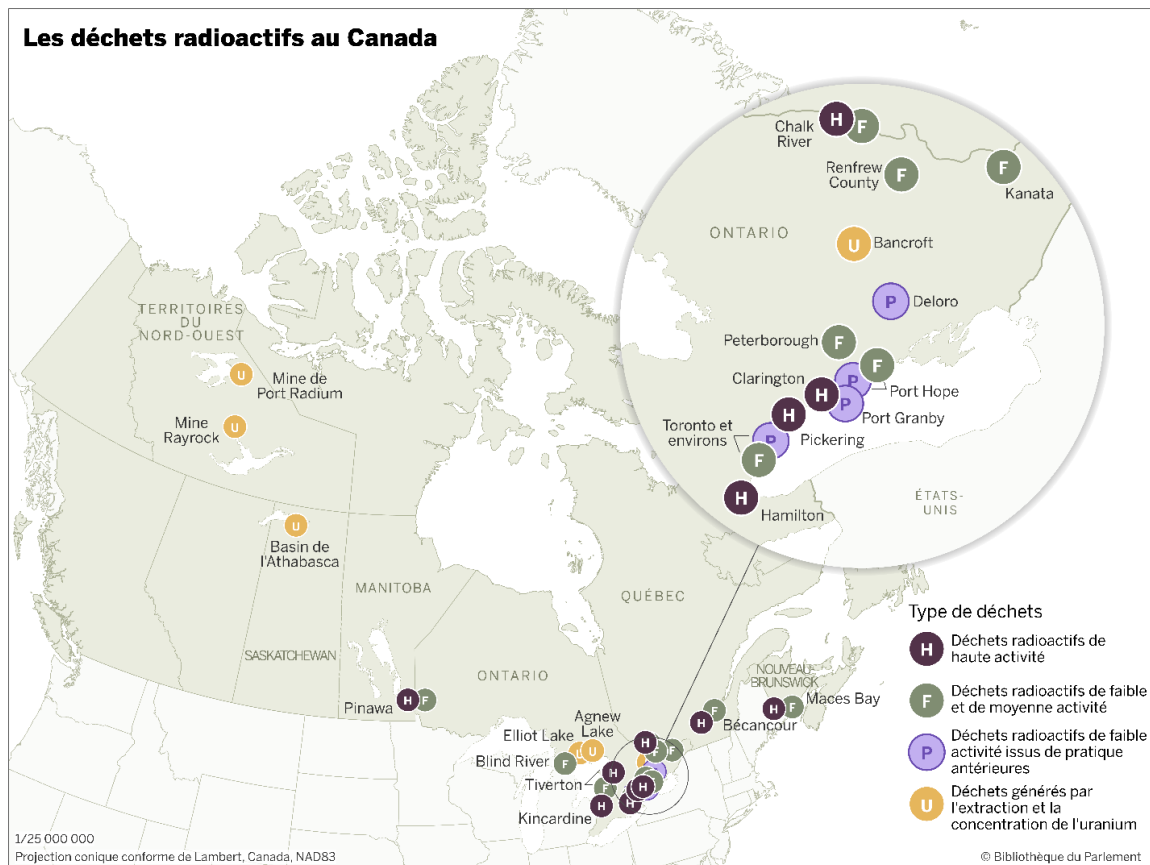 Les déchets radioactifs au Canada
H
F
Chalk
River
Renfrew
County
F
F
Kanata
ONTARIO
U
Bancroft
P
Deloro
Peterborough
F
F
Clarington
P
H
Port Hope
P
Port Granby
H
Toronto et
environs
P
Pickering
F
H
Hamilton
ÉTATS-
UNIS
TERRITOIRES
DU
NORD-OUEST
U
Mine de
Port Radium
Mine
Rayrock
U
U
Basin de
l'Athabasca
MANITOBA
QUÉBEC
SASKATCHEWAN
ONTARIO
NOUVEAU-
BRUNSWICK
Pinawa
H
F
Maces Bay
H
F
Bécancour
H
F
Agnew
Lake
Elliot Lake
U
U
Blind River
F
Tiverton
H
F
Kincardine
H
H
F
F
H
H
Type de déchets
H
Déchets radioactifs de
haute activité
F
Déchets radioactifs de faible
et de moyenne activité
P
Déchets radioactifs de faible
activité issus de pratique
antérieures
U
Déchets générés par
l'extraction et la
concentration de l'uranium
1/25 000 000
Projection conique conforme de Lambert, Canada, NAD83
© Bibliothèque du Parlement